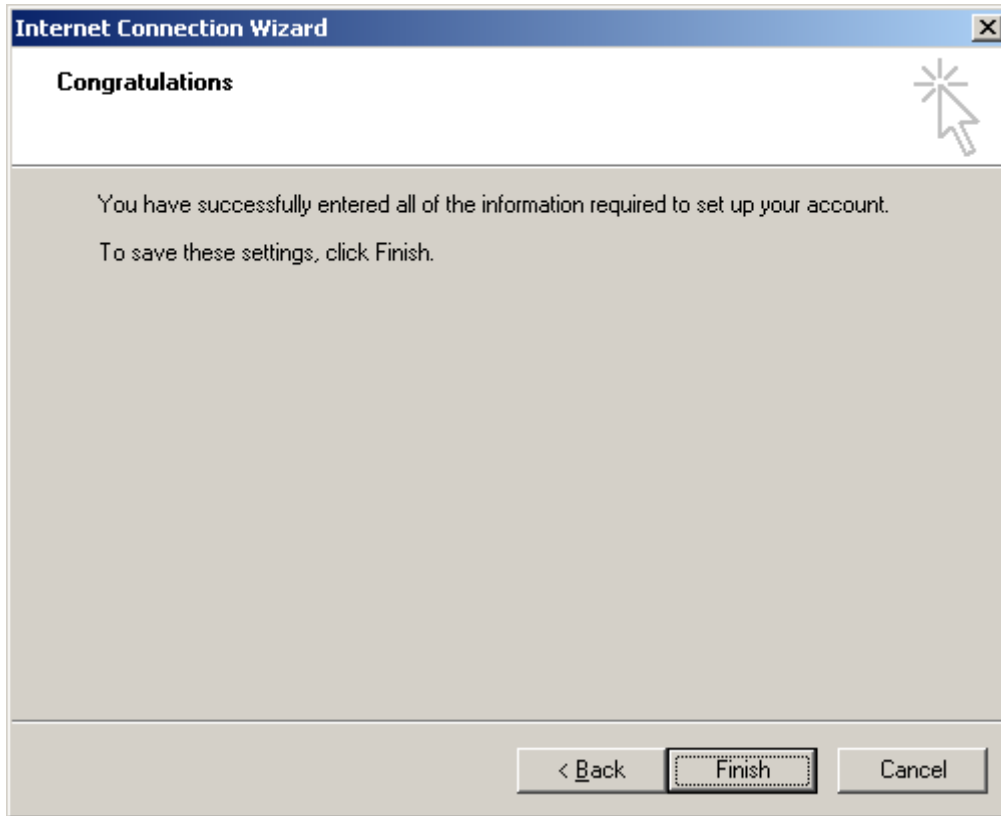 Internet Connection Wizard
Congratulations
You have successfully entered all of the information required to set up your account.
To save these settings, click Finish.
< Back
Finish
Cancel